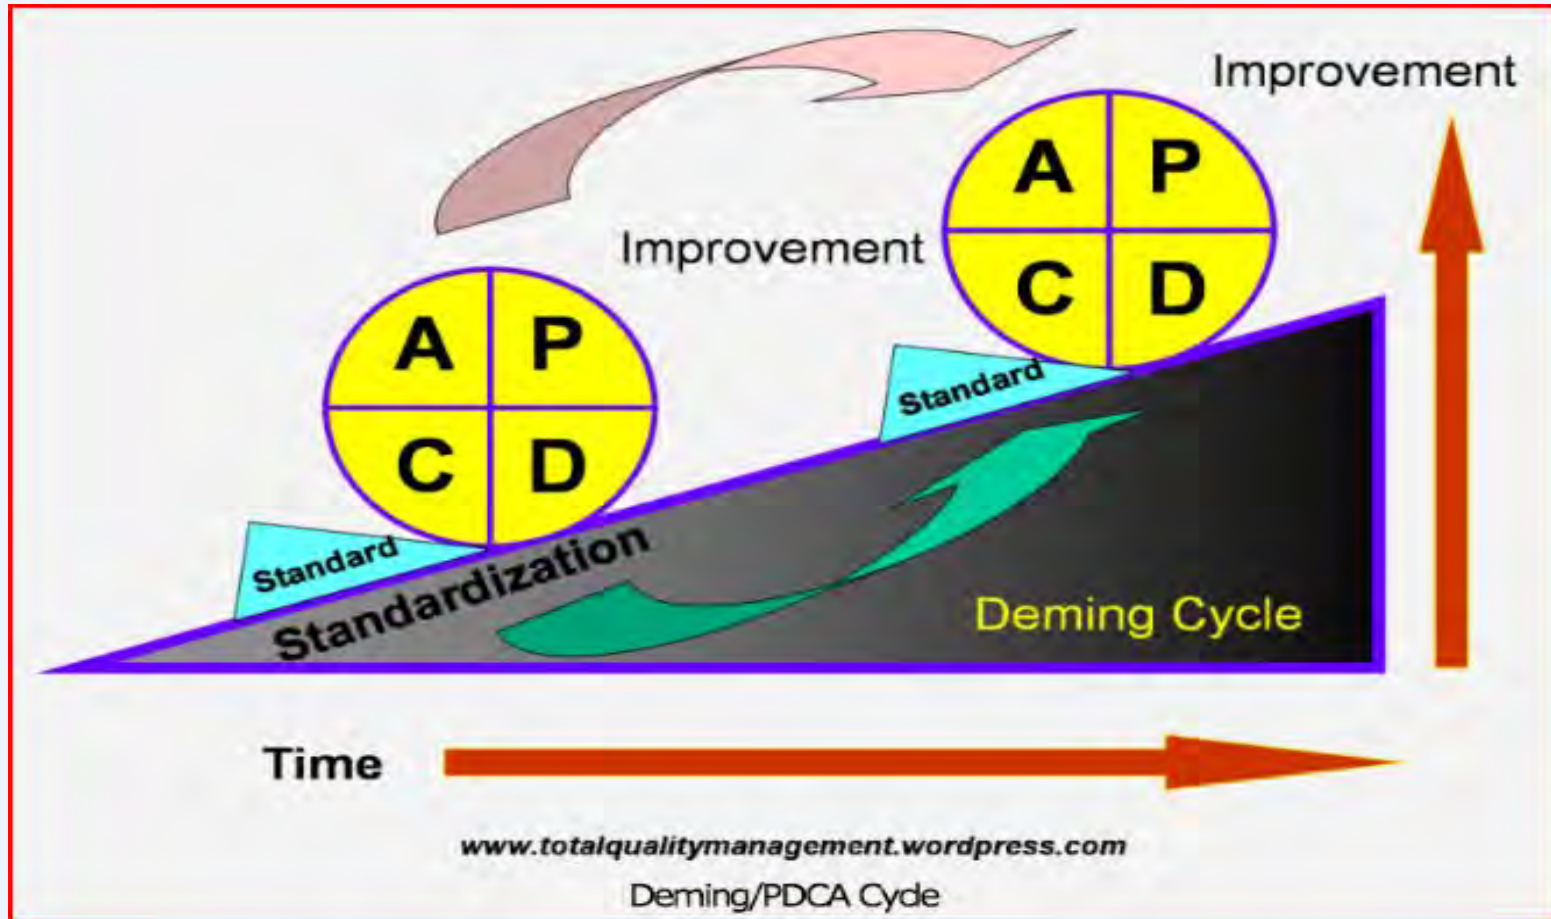 Improvement
A P
C D
Improvement
A P
C D
Standard
Standard
Standardization
Deming Cycle
Time
www.totalqualitymanagement.wordpress.com
Deming/PDCA Cycle